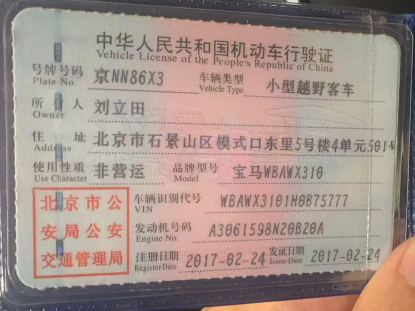 中华人民共和国机动车行驶证
Vehicle License of the People's Republic of China
号牌号码 京NN86X3 车辆类型 小型越野客车
Plate No. Vehicle Type
所有人 刘立田
Owner
住址 北京市石景山区模式口东里5号楼4单元501号
Address
使用性质 非营运 品牌型号 宝马WBAWX310
Use Character Model
北京市公 车辆识别代号 WBAWX3101H0B75777
VIN
安局公安 发动机号码 A3061598N20B20A
Engine No.
交通管理局 注册日期 2017-02-24 发证日期 2017-02-24
Register Date Issue Date